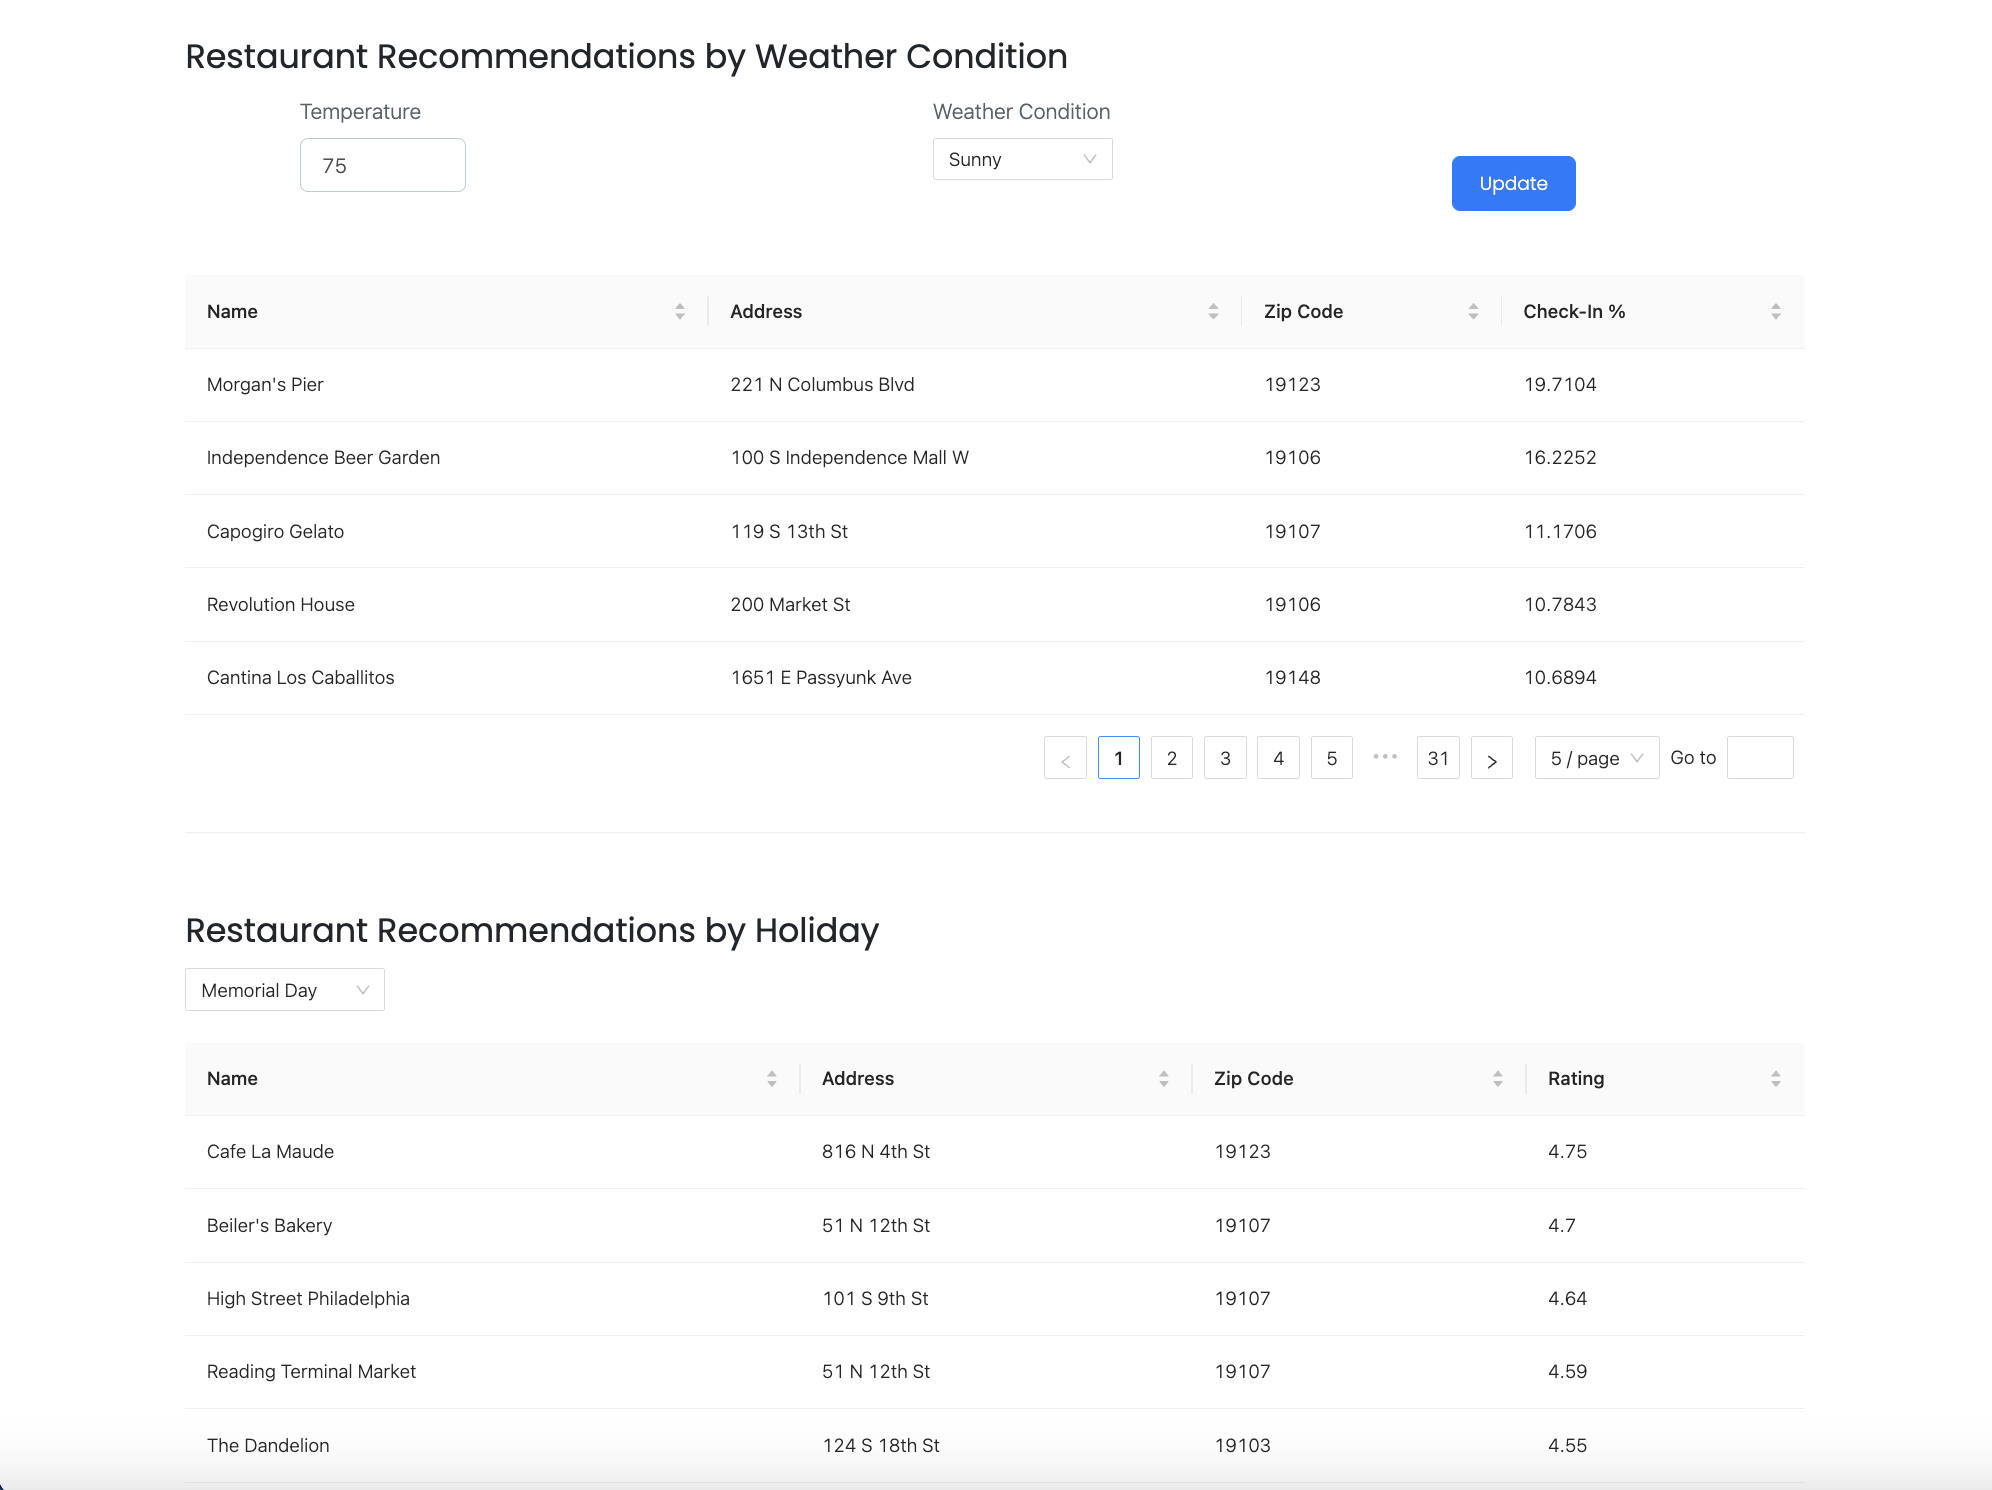 Restaurant Recommendations by Weather Condition
Temperature Weather Condition
75 Sunny
Update
Name Address Zip Code Check-In %
Morgan's Pier 221 N Columbus Blvd 19123 19.7104
Independence Beer Garden 100 S Independence Mall W 19106 16.2252
Capogiro Gelato 119 S 13th St 19107 11.1706
Revolution House 200 Market St 19106 10.7843
Cantina Los Caballitos 1651 E Passyunk Ave 19148 10.6894
< 1 2 3 4 5 ••• 31 > 5 / page Go to
Restaurant Recommendations by Holiday
Memorial Day
Name Address Zip Code Rating
Cafe La Maude 816 N 4th St 19123 4.75
Beiler's Bakery 51 N 12th St 19107 4.7
High Street Philadelphia 101 S 9th St 19107 4.64
Reading Terminal Market 51 N 12th St 19107 4.59
The Dandelion 124 S 18th St 19103 4.55